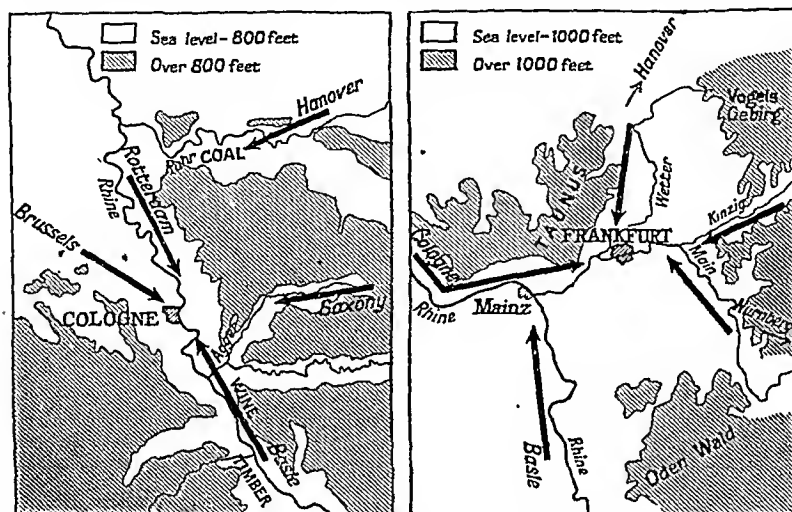 Sea level-800 feet
Over 800 feet
Hanover
Ruhr COAL
Rotterdam
Rhine
Brussels
COLOGNE
Saxony
Agger
WINE
Basle
TIMBER
Sea level-1000 feet
Over 1000 feet
Hanover
Vogels
Gebirg
TAUNUS
Wetter
Kinzig
FRANKFURT
Cologne
Main
Rhine
Mainz
Nürnberg
Basle
Rhine
Oden Wald